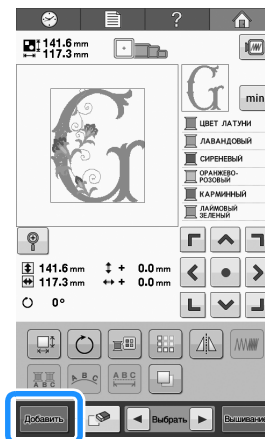 ?
141.6 mm
117.3 mm
min
ЦВЕТ ЛАТУНИ
ЛАВАНДОВЫЙ
СИРЕНЕВЫЙ
ОРАНЖЕВО-
РОЗОВЫЙ
КАРМИННЫЙ
ЛАЙМОВЫЙ
ЗЕЛЕНЫЙ
141.6 mm + 0.0 mm
117.3 mm + 0.0 mm
0°
A B C
A B C
A B C
Добавить
Выбрать
Вышивание